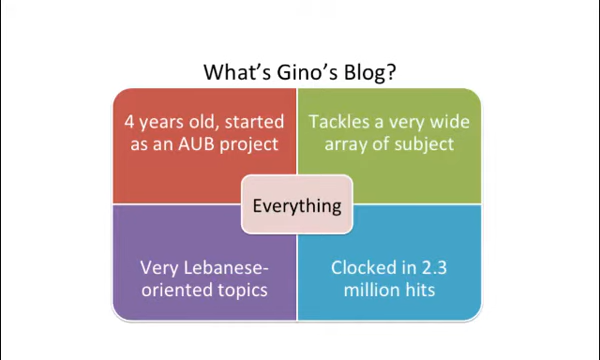 What's Gino's Blog?
4 years old, started
as an AUB project
Tackles a very wide
array of subject
Everything
Very Lebanese-
oriented topics
Clocked in 2.3
million hits